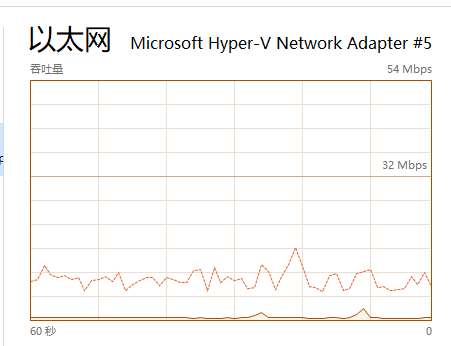 以太网
Microsoft Hyper-V Network Adapter #5
吞吐量
54 Mbps
32 Mbps
60 秒
0